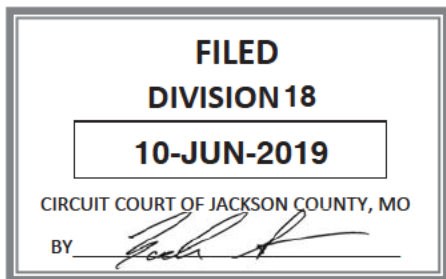 FILED
DIVISION 18
10-JUN-2019
CIRCUIT COURT OF JACKSON COUNTY, MO
BY